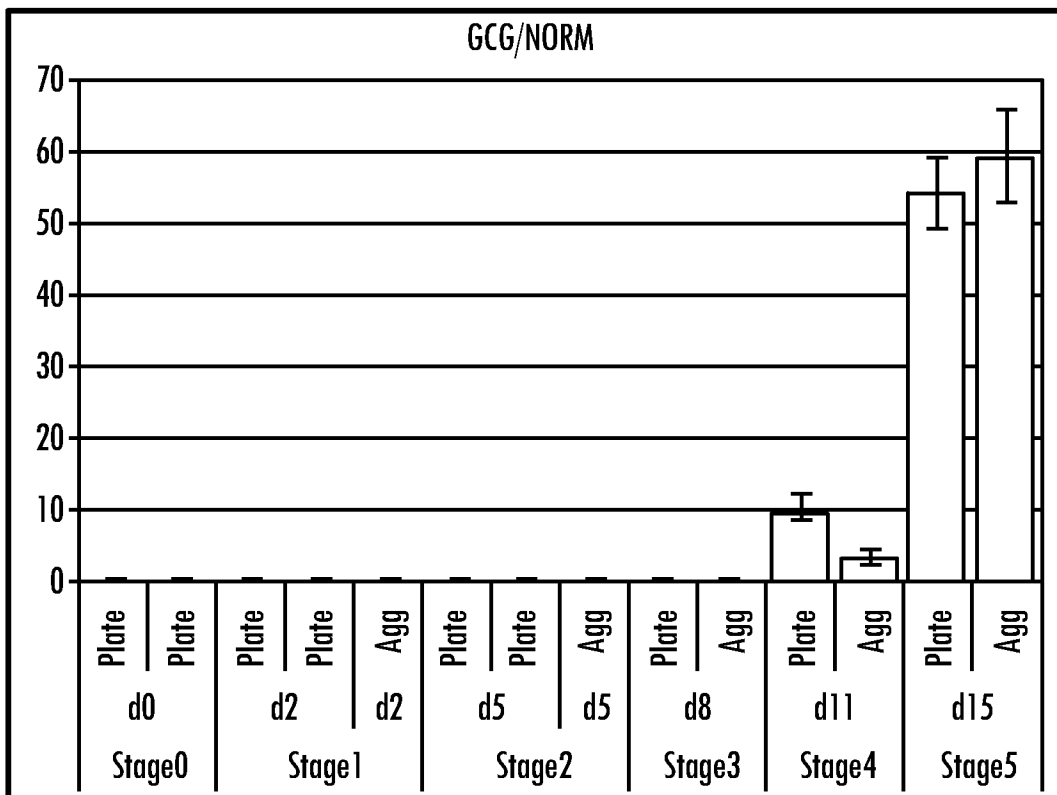 GCG/NORM
70
60
50
40
30
20
10
0
Plate Plate Plate Plate Agg Plate Plate Agg Plate Agg Plate Agg Plate Agg
d0 d2 d2 d5 d5 d8 d11 d15
Stage0 Stage1 Stage2 Stage3 Stage4 Stage5